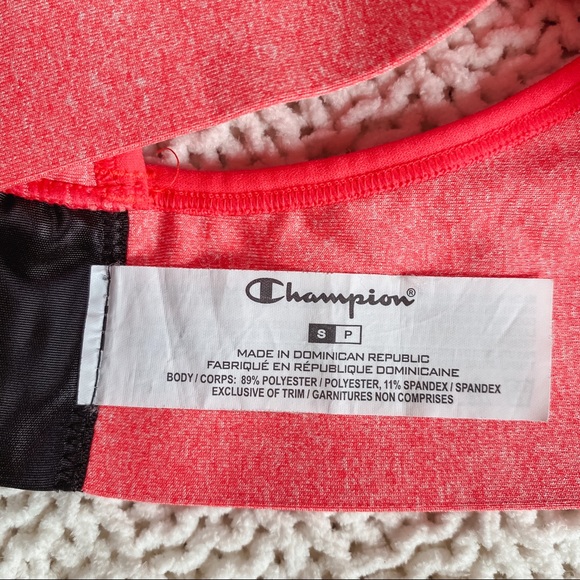 Champion®
S P
MADE IN DOMINICAN REPUBLIC
FABRIQUÉ EN RÉPUBLIQUE DOMINICAINE
BODY / CORPS: 89% POLYESTER / POLYESTER, 11% SPANDEX / SPANDEX
EXCLUSIVE OF TRIM / GARNITURES NON COMPRISES